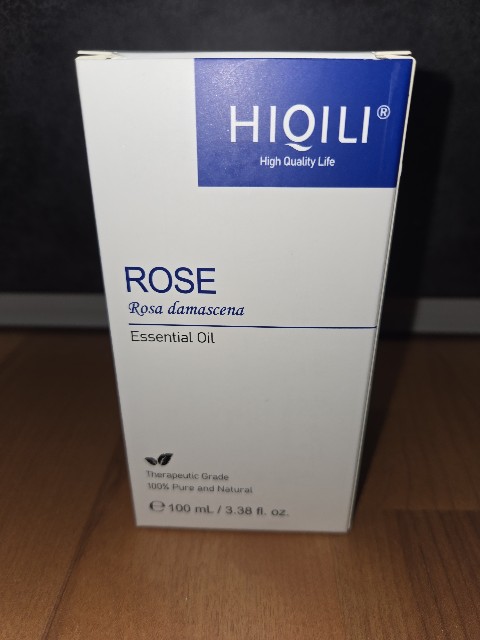 HIQILI®
High Quality Life
ROSE
Rosa damascena
Essential Oil
Therapeutic Grade
100% Pure and Natural
℮ 100 mL / 3.38 fl. oz.